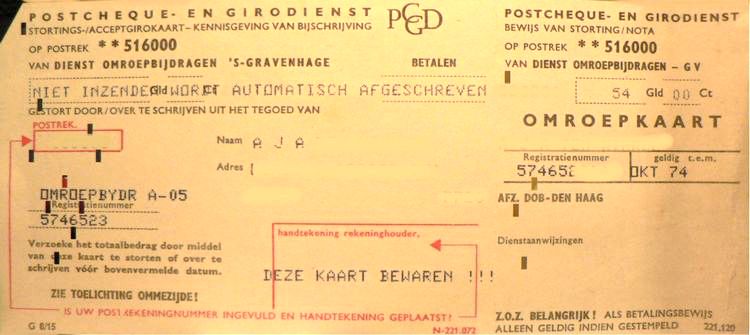 POSTCHEQUE- EN GIRODIENST
PCGD
STORTINGS-/ACCEPTGIROKAART- KENNISGEVING VAN BIJSCHRIJVING
OP POSTREK **516000
VAN DIENST OMROEPBIJDRAGEN 'S-GRAVENHAGE BETALEN
NIET INZENDEN Gld WORDT Ct AUTOMATISCH AFGESCHREVEN
GESTORT DOOR/OVER TE SCHRIJVEN UIT HET TEGOED VAN
POSTREK.
Naam A J A
Adres
OMROEPBYDR A-05
Registratienummer
5746523
Verzoeke het totaalbedrag door middel
van deze kaart te storten of over te
schrijven vóór bovenvermelde datum.
handtekening rekeninghouder,
DEZE KAART BEWAREN !!!
ZIE TOELICHTING OMMEZIJDE!
IS UW POSTREKENINGNUMMER INGEVULD EN HANDTEKENING GEPLAATST?
G 8/15
N-221.072
POSTCHEQUE- EN GIRODIENST
BEWIJS VAN STORTING/NOTA
OP POSTREK **516000
VAN DIENST OMROEPBIJDRAGEN - GV
54 Gld 00 Ct
OMROEPKAART
Registratienummer geldig t.e.m.
574652 OKT 74
AFZ. DOB-DEN HAAG
Dienstaanwijzingen
Z.O.Z. BELANGRIJK! ALS BETALINGSBEWIJS
ALLEEN GELDIG INDIEN GESTEMPELD 221.120